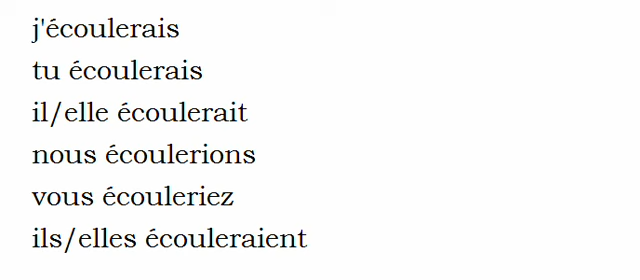 j'écoulerais
tu écoulerais
il/elle écoulerait
nous écoulerions
vous écouleriez
ils/elles écouleraient